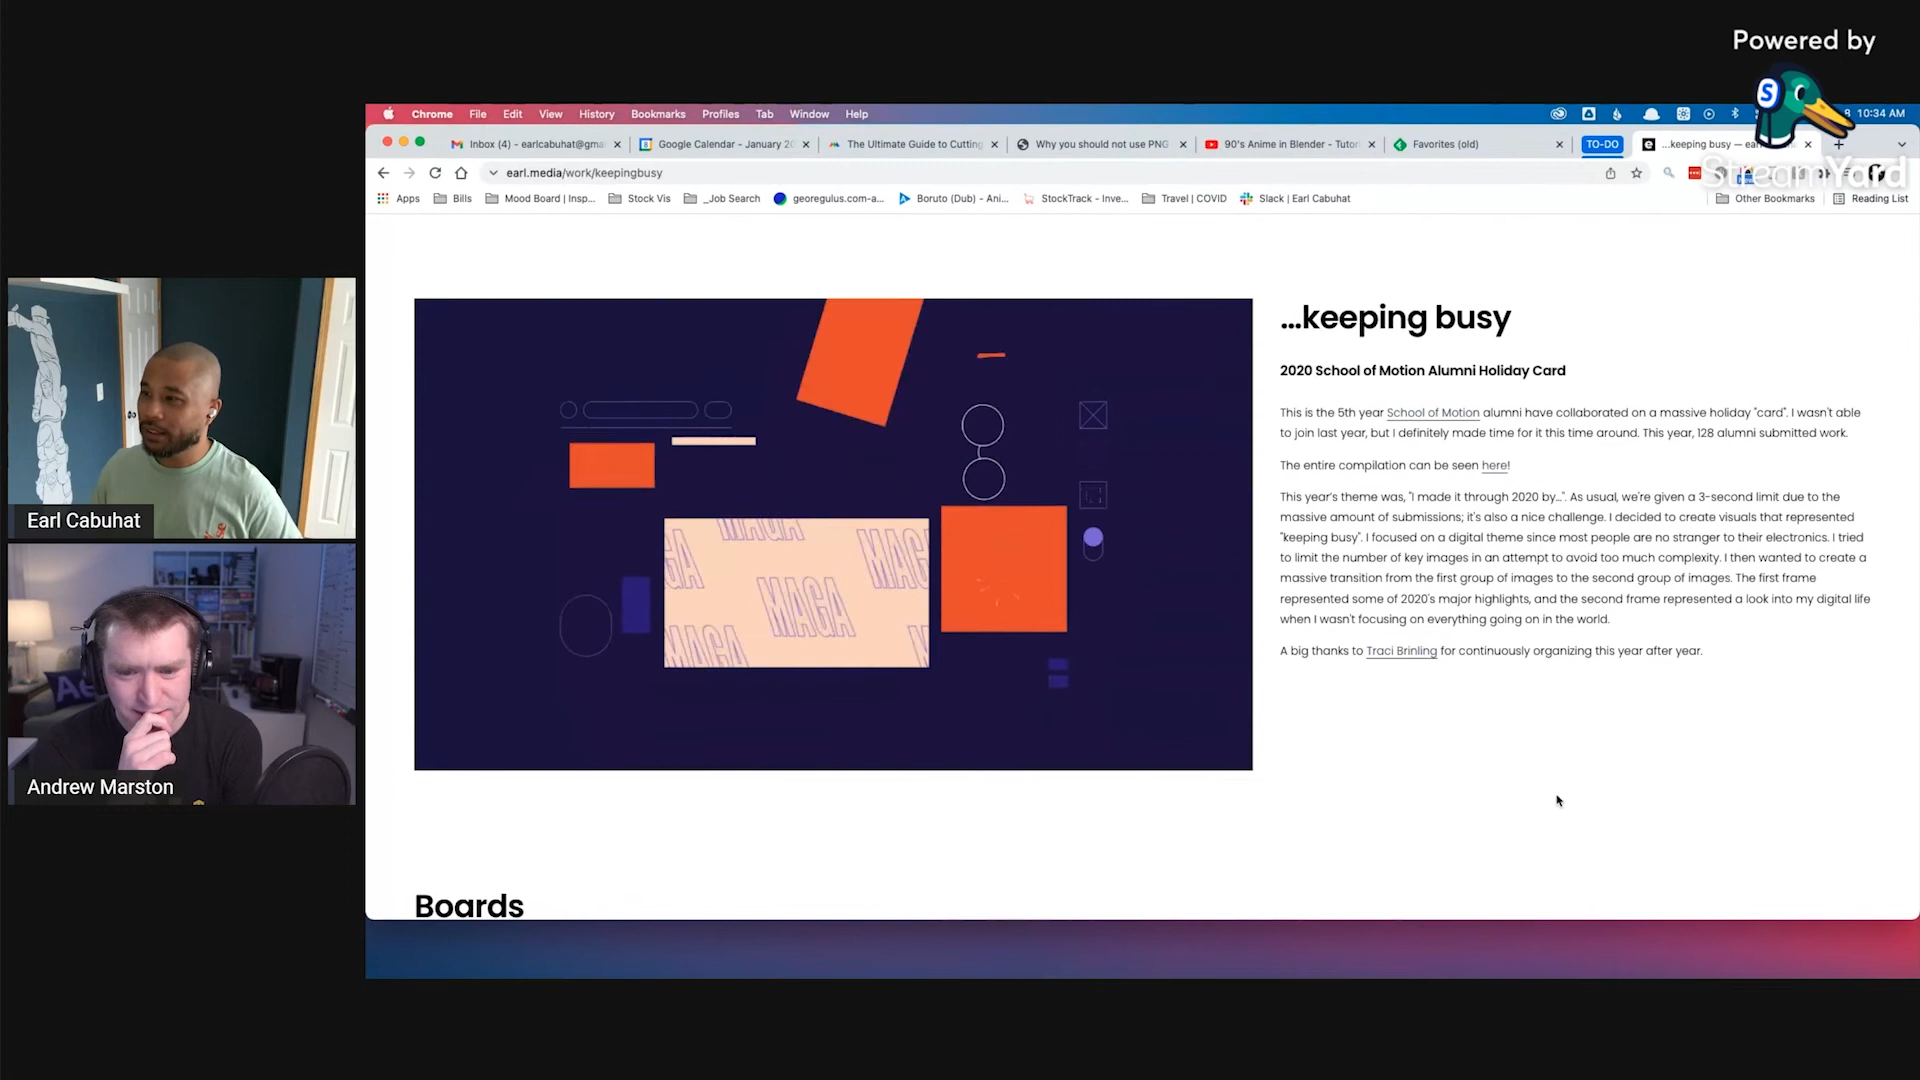 Powered by
StreamYard
Chrome File Edit View History Bookmarks Profiles Tab Window Help
10:34 AM
Inbox (4) - earlcabuhat@gma
Google Calendar - January 20
The Ultimate Guide to Cutting
Why you should not use PNG
90's Anime in Blender - Tutor
Favorites (old)
TO-DO
...keeping busy — ear
earl.media/work/keepingbusy
Apps
Bills
Mood Board | Insp...
Stock Vis
_Job Search
georegulus.com-a...
Boruto (Dub) - Ani...
StockTrack - Inve...
Travel | COVID
Slack | Earl Cabuhat
Other Bookmarks
Reading List
MAGA
MAGA
MAGA
...keeping busy
2020 School of Motion Alumni Holiday Card
This is the 5th year School of Motion alumni have collaborated on a massive holiday "card". I wasn't able
to join last year, but I definitely made time for it this time around. This year, 128 alumni submitted work.
The entire compilation can be seen here!
This year's theme was, "I made it through 2020 by...". As usual, we're given a 3-second limit due to the
massive amount of submissions; it's also a nice challenge. I decided to create visuals that represented
"keeping busy". I focused on a digital theme since most people are no stranger to their electronics. I tried
to limit the number of key images in an attempt to avoid too much complexity. I then wanted to create a
massive transition from the first group of images to the second group of images. The first frame
represented some of 2020's major highlights, and the second frame represented a look into my digital life
when I wasn't focusing on everything going on in the world.
A big thanks to Traci Brinling for continuously organizing this year after year.
Boards
Earl Cabuhat
Ae
Andrew Marston